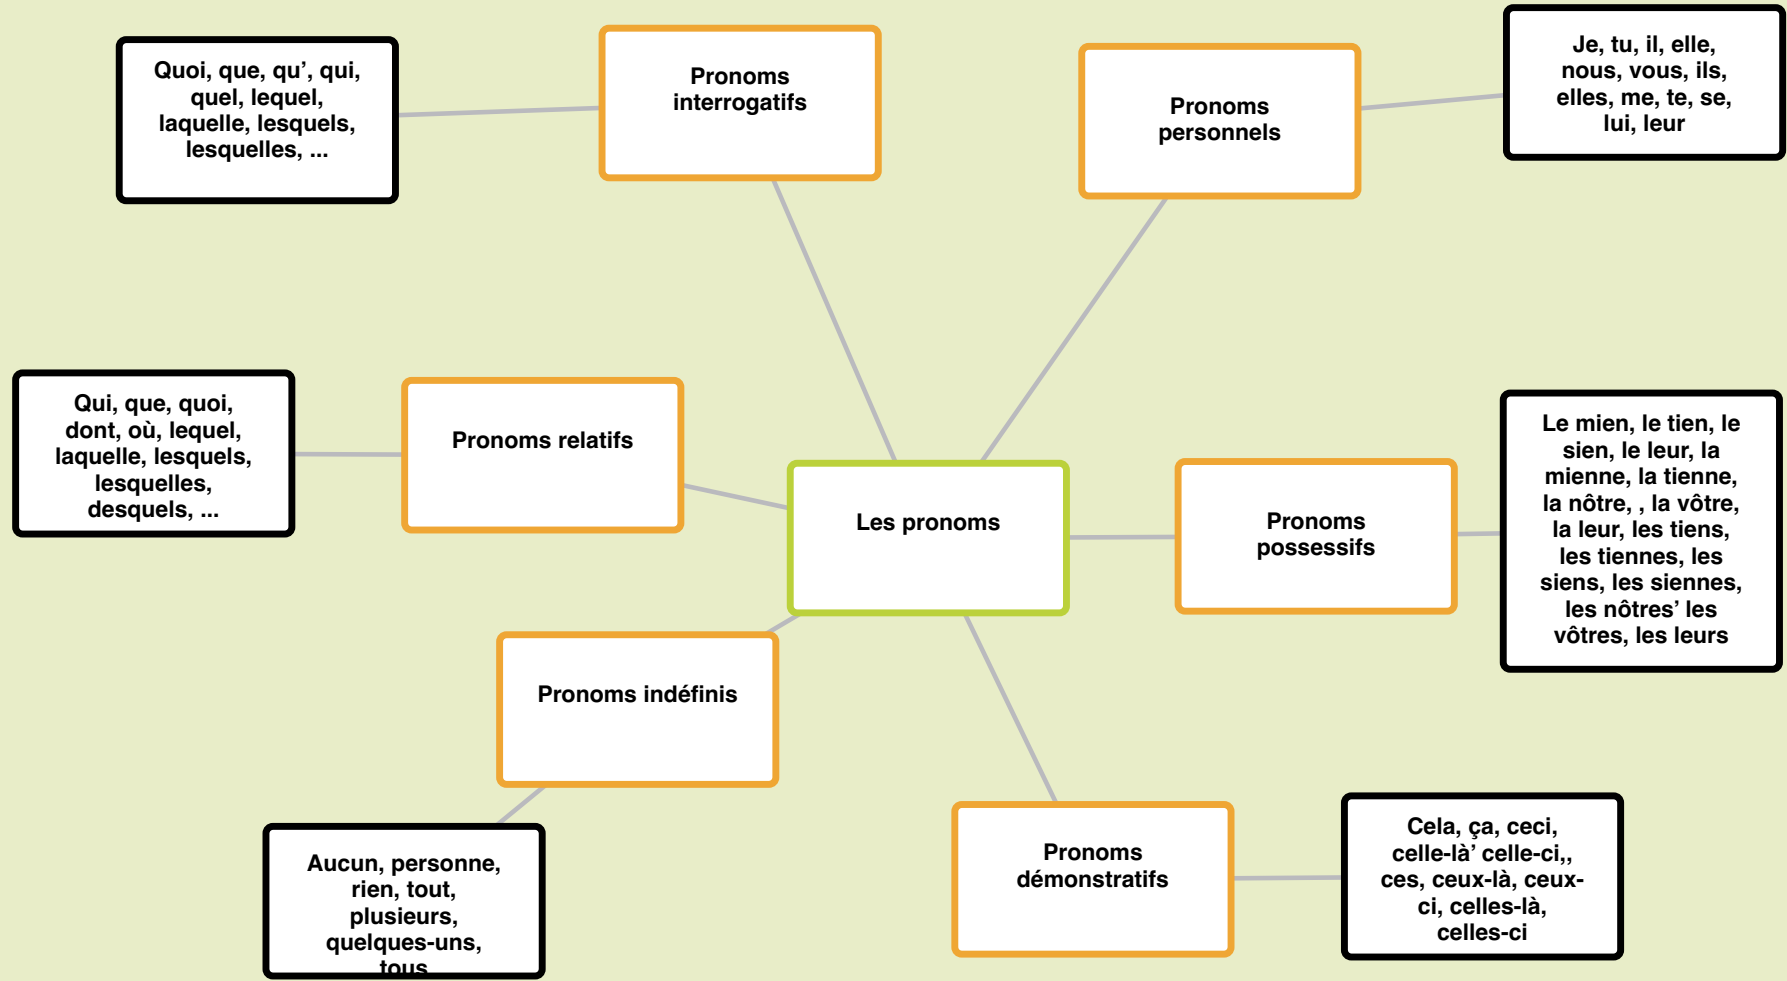 Quoi, que, qu’, qui,
quel, lequel,
laquelle, lesquels,
lesquelles, ...
Pronoms
interrogatifs
Pronoms
personnels
Je, tu, il, elle,
nous, vous, ils,
elles, me, te, se,
lui, leur
Qui, que, quoi,
dont, où, lequel,
laquelle, lesquels,
lesquelles,
desquels, ...
Pronoms relatifs
Les pronoms
Pronoms
possessifs
Le mien, le tien, le
sien, le leur, la
mienne, la tienne,
la nôtre, , la vôtre,
la leur, les tiens,
les tiennes, les
siens, les siennes,
les nôtres’ les
vôtres, les leurs
Pronoms indéfinis
Aucun, personne,
rien, tout,
plusieurs,
quelques-uns,
tous
Pronoms
démonstratifs
Cela, ça, ceci,
celle-là’ celle-ci,,
ces, ceux-là, ceux-
ci, celles-là,
celles-ci